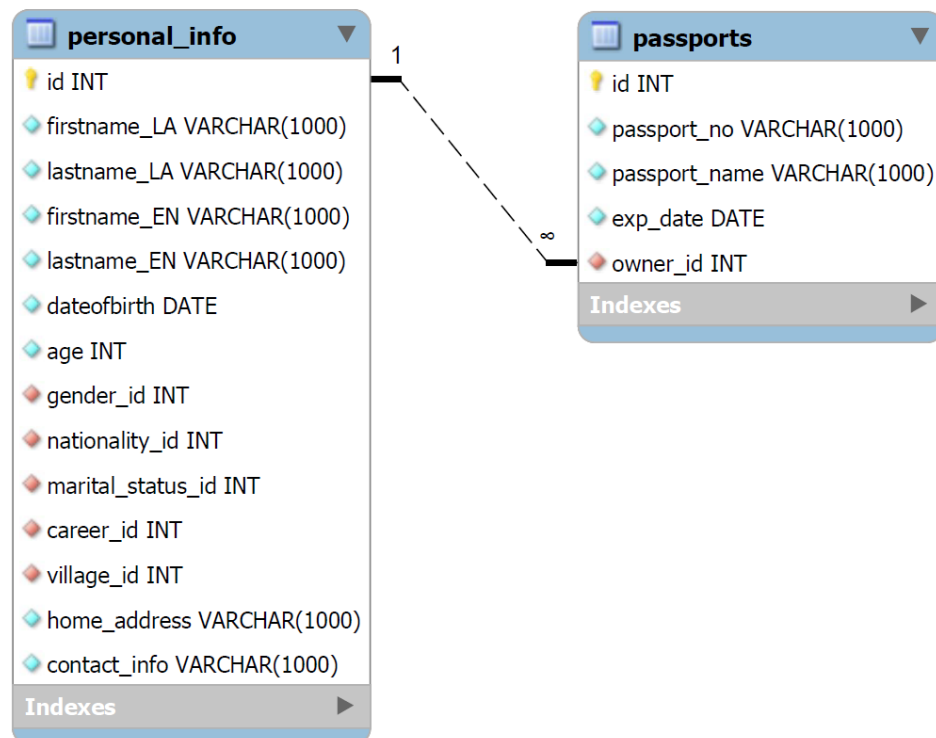 personal_info
id INT
firstname_LA VARCHAR(1000)
lastname_LA VARCHAR(1000)
firstname_EN VARCHAR(1000)
lastname_EN VARCHAR(1000)
dateofbirth DATE
age INT
gender_id INT
nationality_id INT
marital_status_id INT
career_id INT
village_id INT
home_address VARCHAR(1000)
contact_info VARCHAR(1000)
Indexes
1
∞
passports
id INT
passport_no VARCHAR(1000)
passport_name VARCHAR(1000)
exp_date DATE
owner_id INT
Indexes